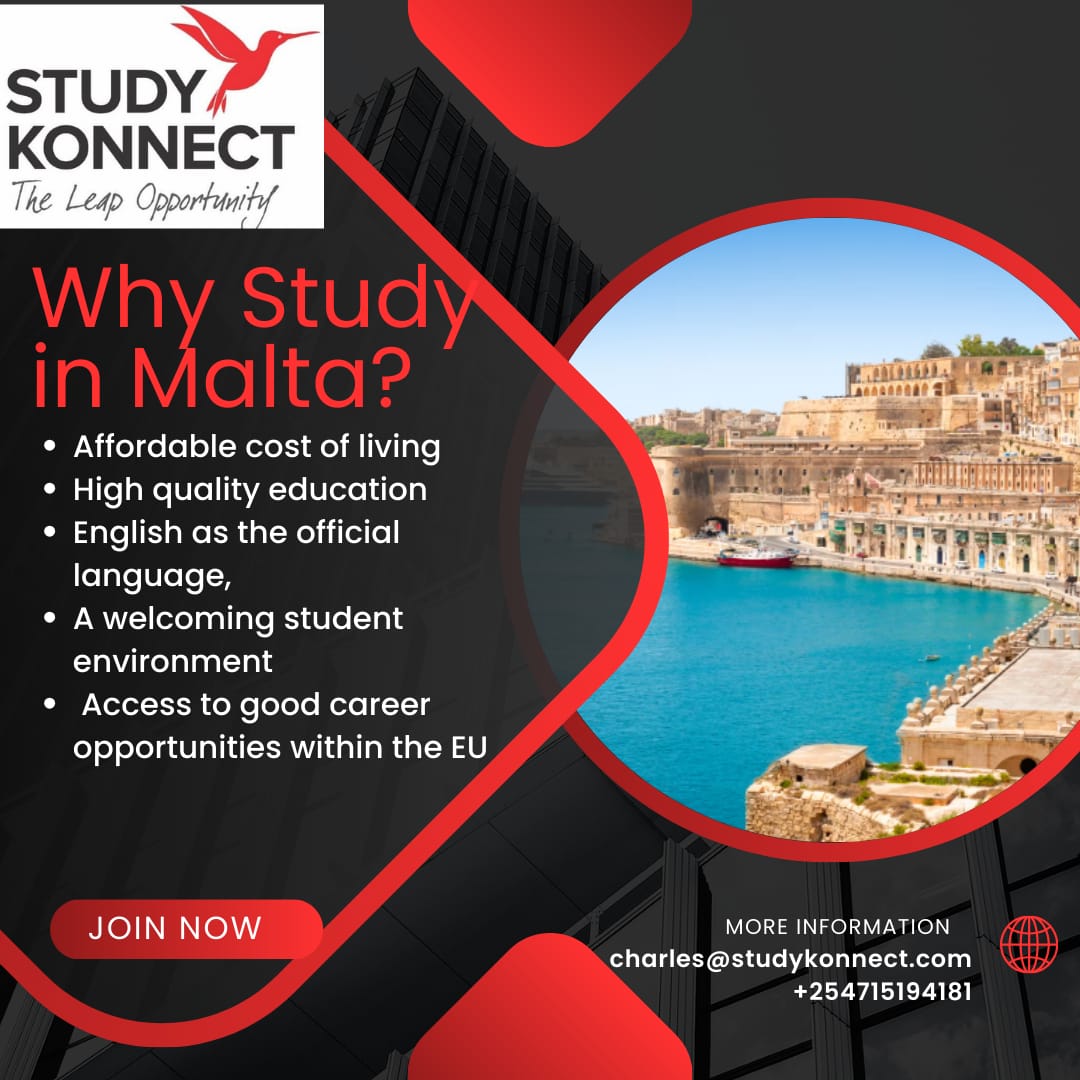 STUDY
KONNECT
The Leap Opportunity
Why Study
in Malta?
• Affordable cost of living
• High quality education
• English as the official
language,
• A welcoming student
environment
• Access to good career
opportunities within the EU
JOIN NOW
MORE INFORMATION
charles@studykonnect.com
+254715194181